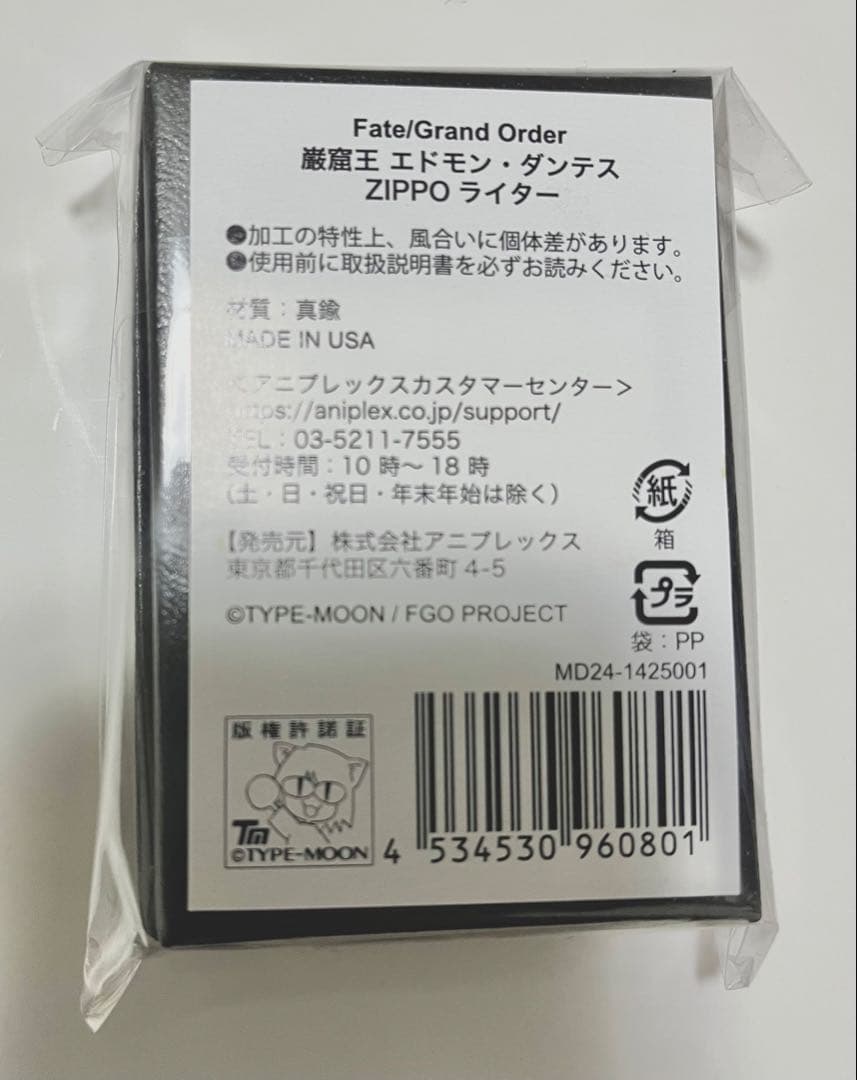 Fate/Grand Order
巌窟王 エドモン・ダンテス
ZIPPO ライター
●加工の特性上、風合いに個体差があります。
●使用前に取扱説明書を必ずお読みください。
材質:真鍮
MADE IN USA
<アニプレックスカスタマーセンター>
https://aniplex.co.jp/support/
TEL:03-5211-7555
受付時間:10 時〜 18 時
(土・日・祝日・年末年始は除く)
【発売元】株式会社アニプレックス
東京都千代田区六番町 4-5
©TYPE-MOON / FGO PROJECT
紙
箱
プラ
袋:PP
MD24-1425001
版権許諾証
TM
©TYPE-MOON
4 534530 960801